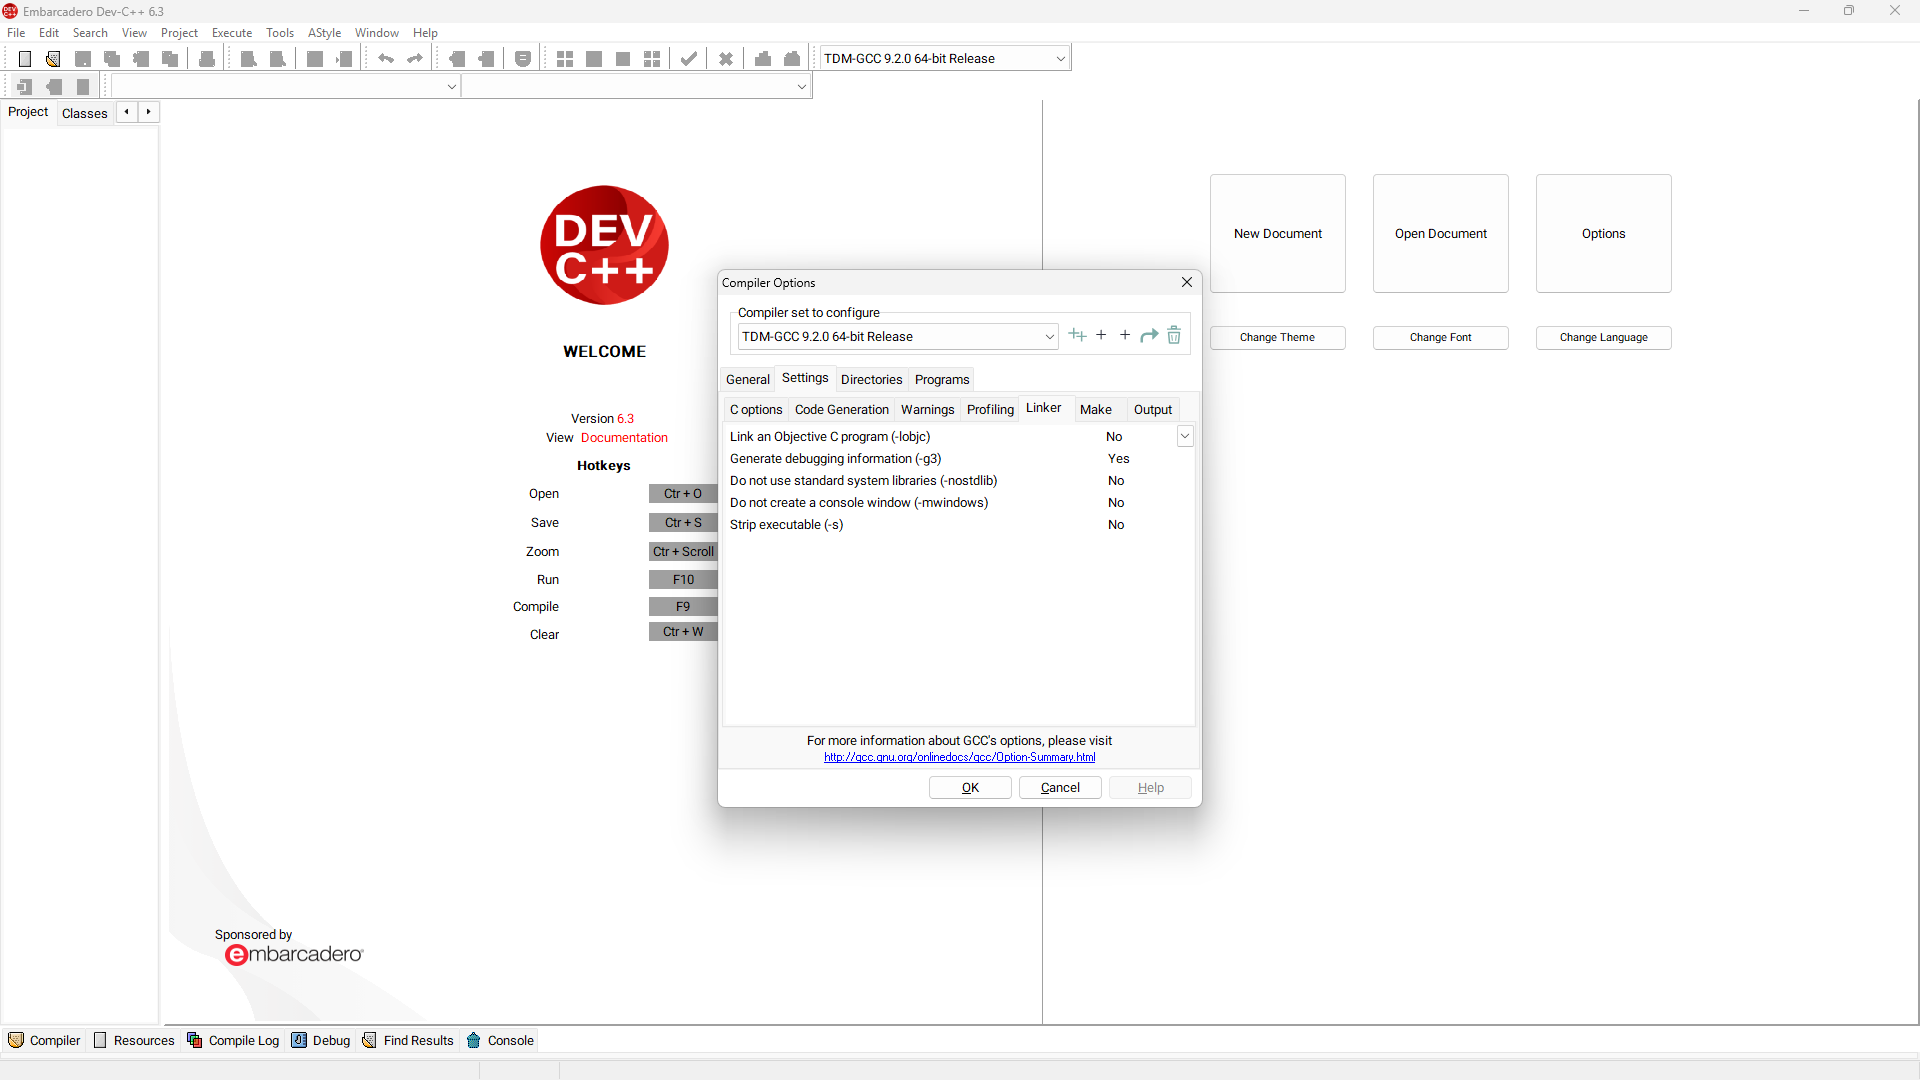 Embarcadero Dev-C++ 6.3
File Edit Search View Project Execute Tools AStyle Window Help
TDM-GCC 9.2.0 64-bit Release
Project Classes
DEV
C++
WELCOME
Version 6.3
View Documentation
Hotkeys
Open Ctr + O
Save Ctr + S
Zoom Ctr + Scroll
Run F10
Compile F9
Clear Ctr + W
Sponsored by
embarcadero
New Document Open Document Options
Change Theme Change Font Change Language
Compiler Options
Compiler set to configure
TDM-GCC 9.2.0 64-bit Release
General Settings Directories Programs
C options Code Generation Warnings Profiling Linker Make Output
Link an Objective C program (-lobjc) No
Generate debugging information (-g3) Yes
Do not use standard system libraries (-nostdlib) No
Do not create a console window (-mwindows) No
Strip executable (-s) No
For more information about GCC's options, please visit
http://gcc.gnu.org/onlinedocs/gcc/Option-Summary.html
OK Cancel Help
Compiler Resources Compile Log Debug Find Results Console